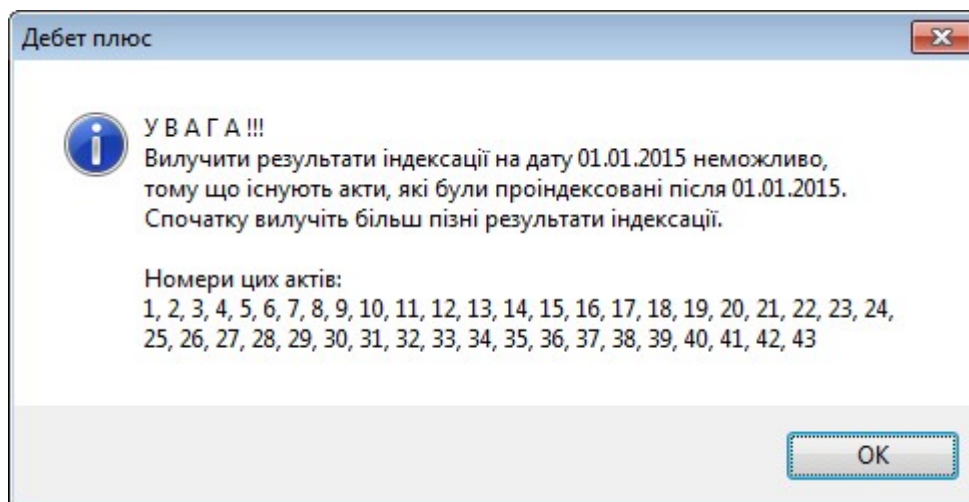 Дебет плюс
У В А Г А !!!
Вилучити результати індексації на дату 01.01.2015 неможливо,
тому що існують акти, які були проіндексовані після 01.01.2015.
Спочатку вилучіть більш пізні результати індексації.
Номери цих актів:
1, 2, 3, 4, 5, 6, 7, 8, 9, 10, 11, 12, 13, 14, 15, 16, 17, 18, 19, 20, 21, 22, 23, 24,
25, 26, 27, 28, 29, 30, 31, 32, 33, 34, 35, 36, 37, 38, 39, 40, 41, 42, 43
OK